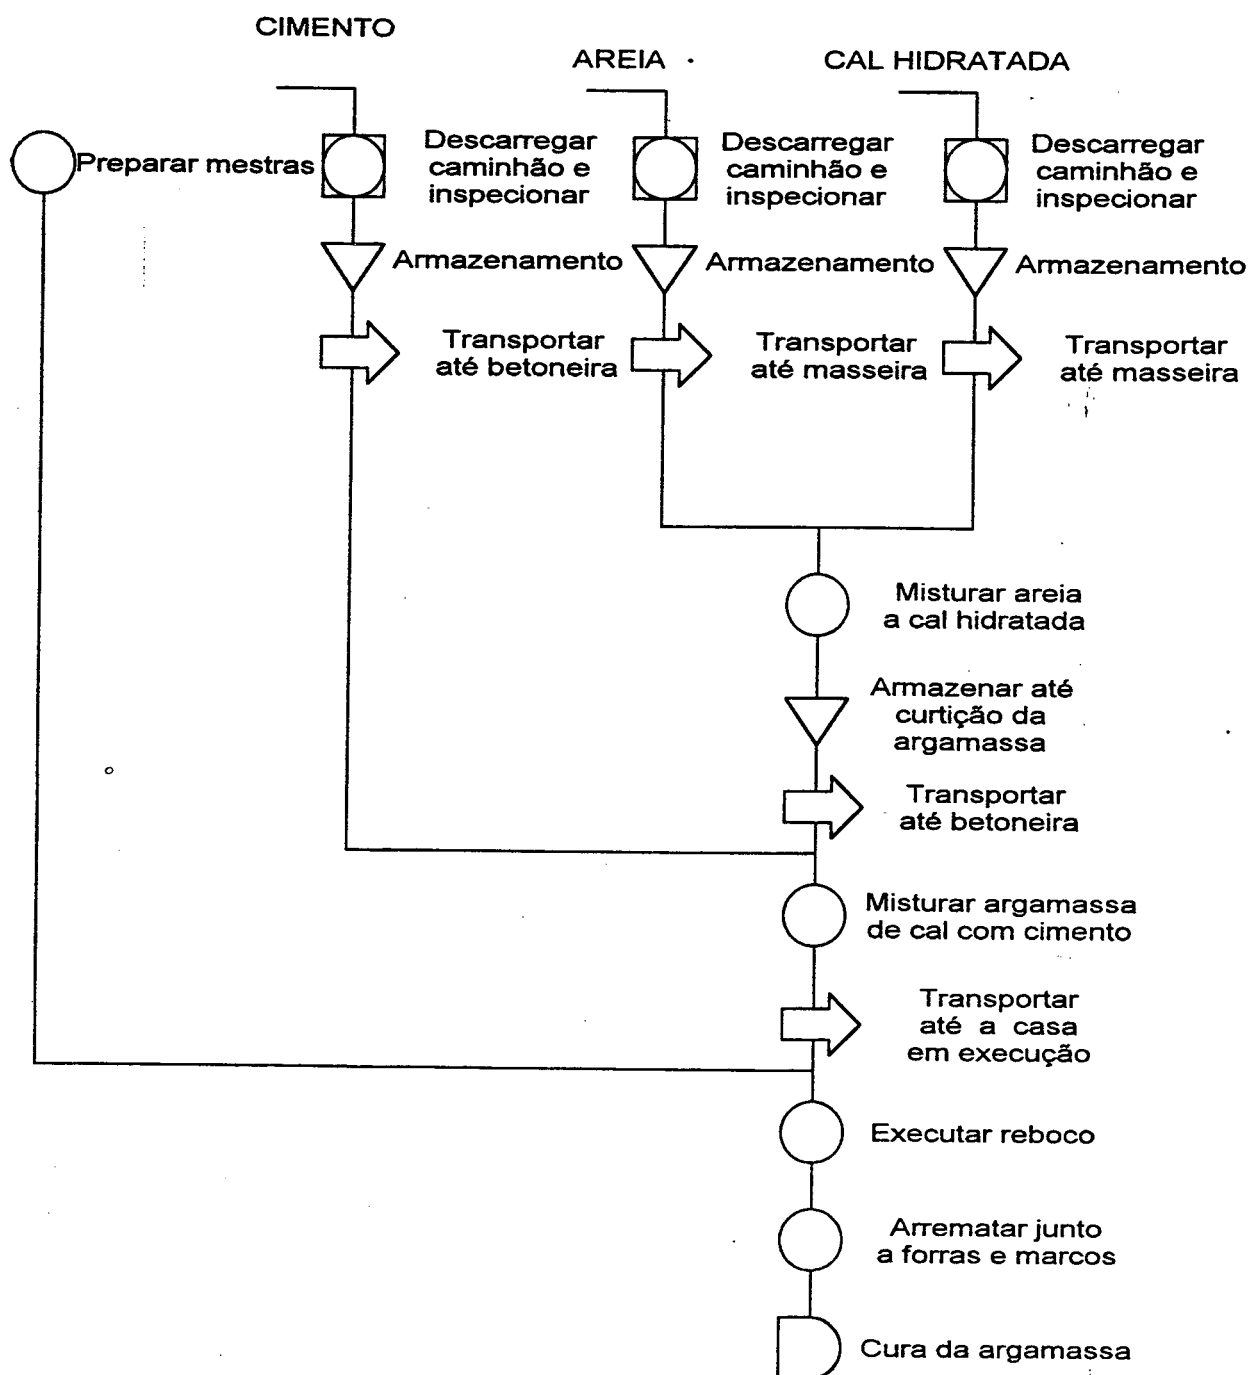 CIMENTO
AREIA
CAL HIDRATADA
Preparar mestras
Descarregar
caminhão e
inspecionar
Descarregar
caminhão e
inspecionar
Descarregar
caminhão e
inspecionar
Armazenamento
Armazenamento
Armazenamento
Transportar
até betoneira
Transportar
até masseira
Transportar
até masseira
Misturar areia
a cal hidratada
Armazenar até
curtição da
argamassa
Transportar
até betoneira
Misturar argamassa
de cal com cimento
Transportar
até a casa
em execução
Executar reboco
Arrematar junto
a forras e marcos
Cura da argamassa